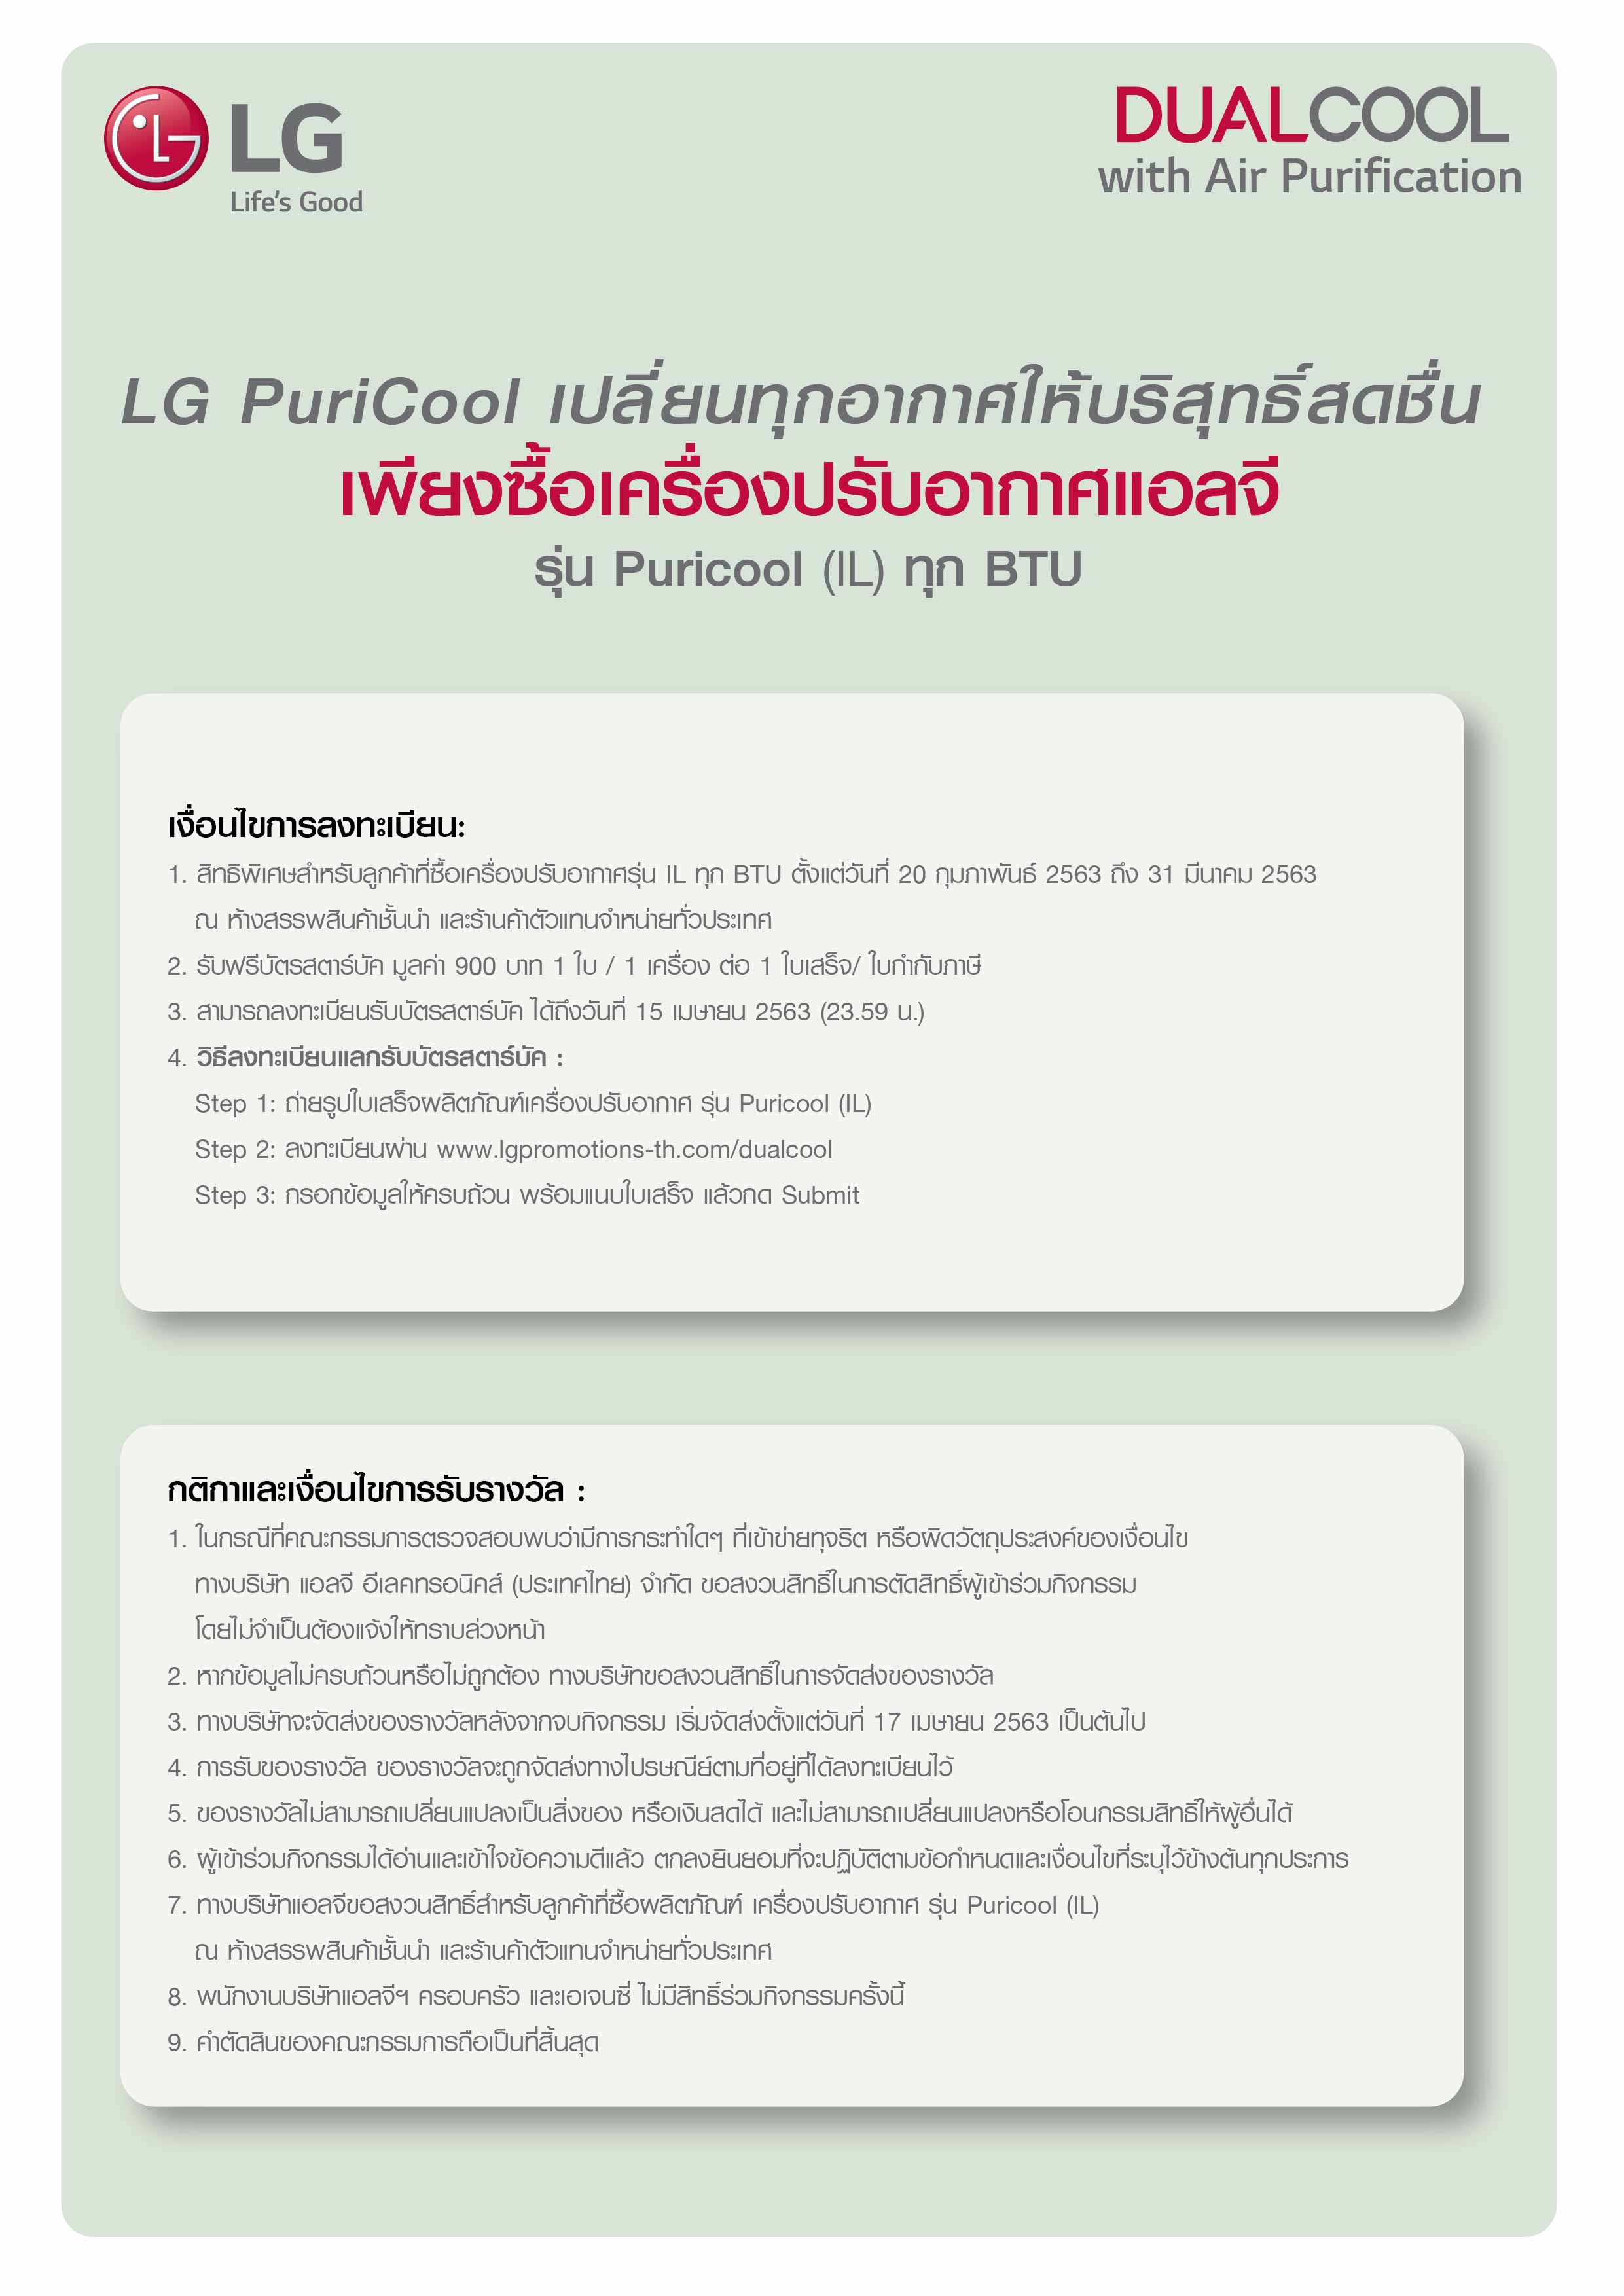 LG
Life's Good
DUALCOOL
with Air Purification
LG PuriCool เปลี่ยนทุกอากาศให้บริสุทธิ์สดชื่น
เพียงซื้อเครื่องปรับอากาศแอลจี
รุ่น Puricool (IL) ทุก BTU
เงื่อนไขการลงทะเบียน:
1. สิทธิพิเศษสำหรับลูกค้าที่ซื้อเครื่องปรับอากาศรุ่น IL ทุก BTU ตั้งแต่วันที่ 20 กุมภาพันธ์ 2563 ถึง 31 มีนาคม 2563
ณ ห้างสรรพสินค้าชั้นนำ และร้านค้าตัวแทนจำหน่ายทั่วประเทศ
2. รับฟรีบัตรสตาร์บัค มูลค่า 900 บาท 1 ใบ / 1 เครื่อง ต่อ 1 ใบเสร็จ/ ใบกำกับภาษี
3. สามารถลงทะเบียนรับบัตรสตาร์บัค ได้ถึงวันที่ 15 เมษายน 2563 (23.59 น.)
4. วิธีลงทะเบียนแลกรับบัตรสตาร์บัค :
Step 1: ถ่ายรูปใบเสร็จผลิตภัณฑ์เครื่องปรับอากาศ รุ่น Puricool (IL)
Step 2: ลงทะเบียนผ่าน www.lgpromotions-th.com/dualcool
Step 3: กรอกข้อมูลให้ครบถ้วน พร้อมแนบใบเสร็จ แล้วกด Submit
กติกาและเงื่อนไขการรับรางวัล :
1. ในกรณีที่คณะกรรมการตรวจสอบพบว่ามีการกระทำใดๆ ที่เข้าข่ายทุจริต หรือผิดวัตถุประสงค์ของเงื่อนไข
ทางบริษัท แอลจี อีเลคทรอนิคส์ (ประเทศไทย) จำกัด ขอสงวนสิทธิ์ในการตัดสิทธิ์ผู้เข้าร่วมกิจกรรม
โดยไม่จำเป็นต้องแจ้งให้ทราบล่วงหน้า
2. หากข้อมูลไม่ครบถ้วนหรือไม่ถูกต้อง ทางบริษัทขอสงวนสิทธิ์ในการจัดส่งของรางวัล
3. ทางบริษัทจะจัดส่งของรางวัลหลังจากจบกิจกรรม เริ่มจัดส่งตั้งแต่วันที่ 17 เมษายน 2563 เป็นต้นไป
4. การรับของรางวัล ของรางวัลจะถูกจัดส่งทางไปรษณีย์ตามที่อยู่ที่ได้ลงทะเบียนไว้
5. ของรางวัลไม่สามารถเปลี่ยนแปลงเป็นสิ่งของ หรือเงินสดได้ และไม่สามารถเปลี่ยนแปลงหรือโอนกรรมสิทธิ์ให้ผู้อื่นได้
6. ผู้เข้าร่วมกิจกรรมได้อ่านและเข้าใจข้อความดีแล้ว ตกลงยินยอมที่จะปฏิบัติตามข้อกำหนดและเงื่อนไขที่ระบุไว้ข้างต้นทุกประการ
7. ทางบริษัทแอลจีขอสงวนสิทธิ์สำหรับลูกค้าที่ซื้อผลิตภัณฑ์ เครื่องปรับอากาศ รุ่น Puricool (IL)
ณ ห้างสรรพสินค้าชั้นนำ และร้านค้าตัวแทนจำหน่ายทั่วประเทศ
8. พนักงานบริษัทแอลจีฯ ครอบครัว และเอเจนซี่ ไม่มีสิทธิ์ร่วมกิจกรรมครั้งนี้
9. คำตัดสินของคณะกรรมการถือเป็นที่สิ้นสุด